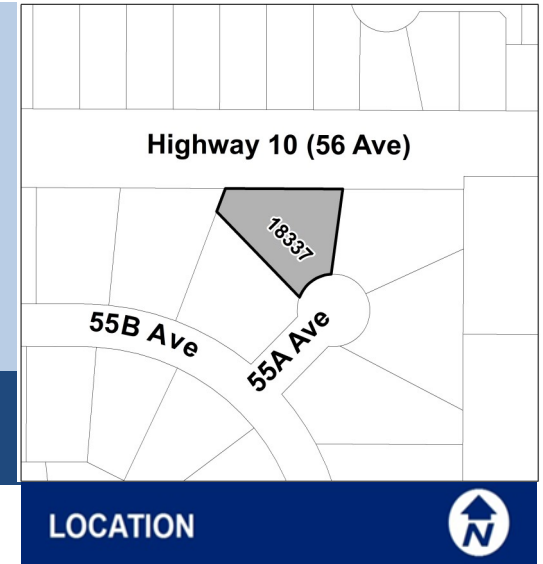 Highway 10 (56 Ave)
18337
55B Ave
55A Ave
LOCATION
N